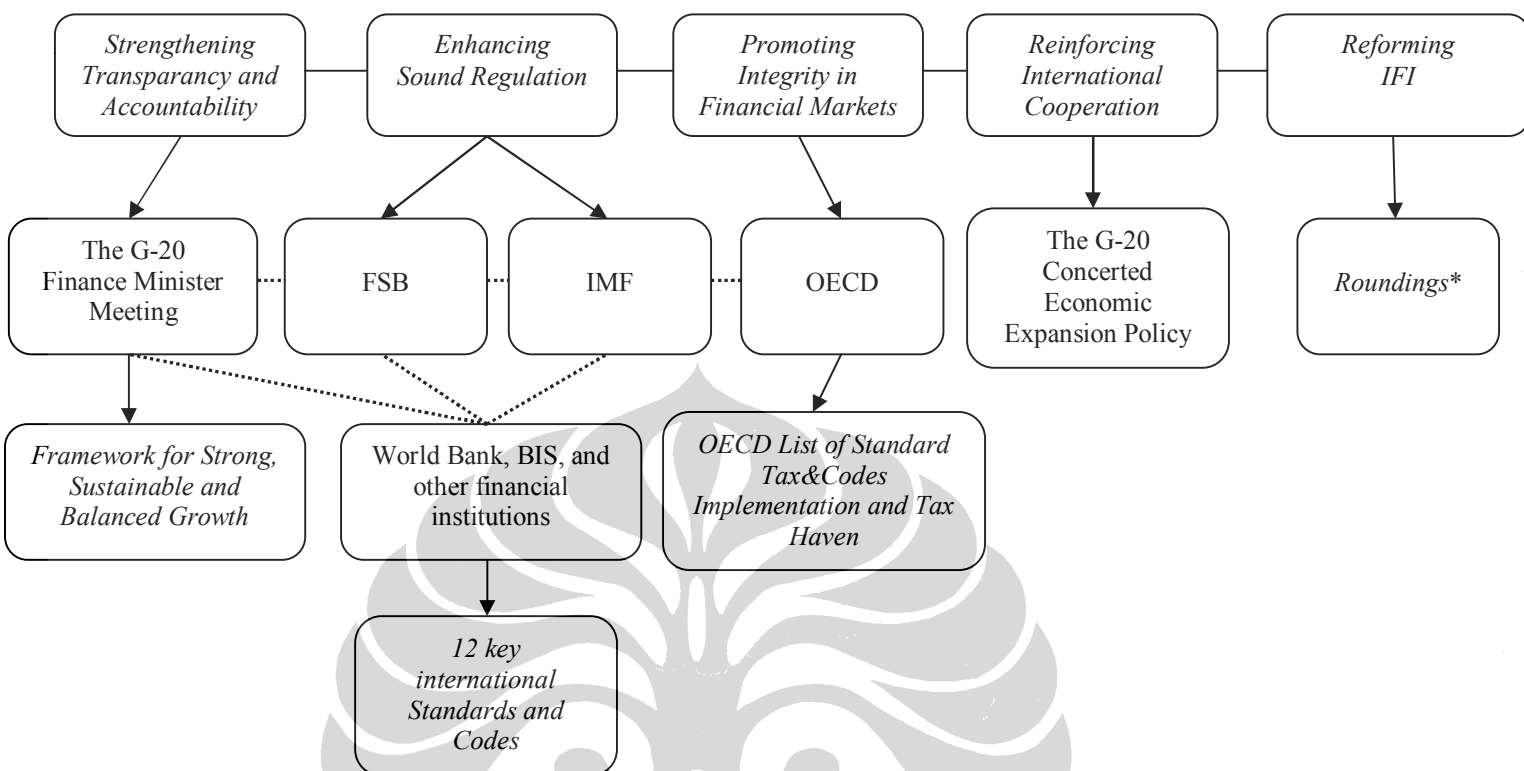 Strengthening
Transparancy and
Accountability
Enhancing
Sound Regulation
Promoting
Integrity in
Financial Markets
Reinforcing
International
Cooperation
Reforming
IFI
The G-20
Finance Minister
Meeting
FSB
IMF
OECD
The G-20
Concerted
Economic
Expansion Policy
Roundings*
Framework for Strong,
Sustainable and
Balanced Growth
World Bank, BIS, and
other financial
institutions
OECD List of Standard
Tax&Codes
Implementation and Tax
Haven
12 key
international
Standards and
Codes